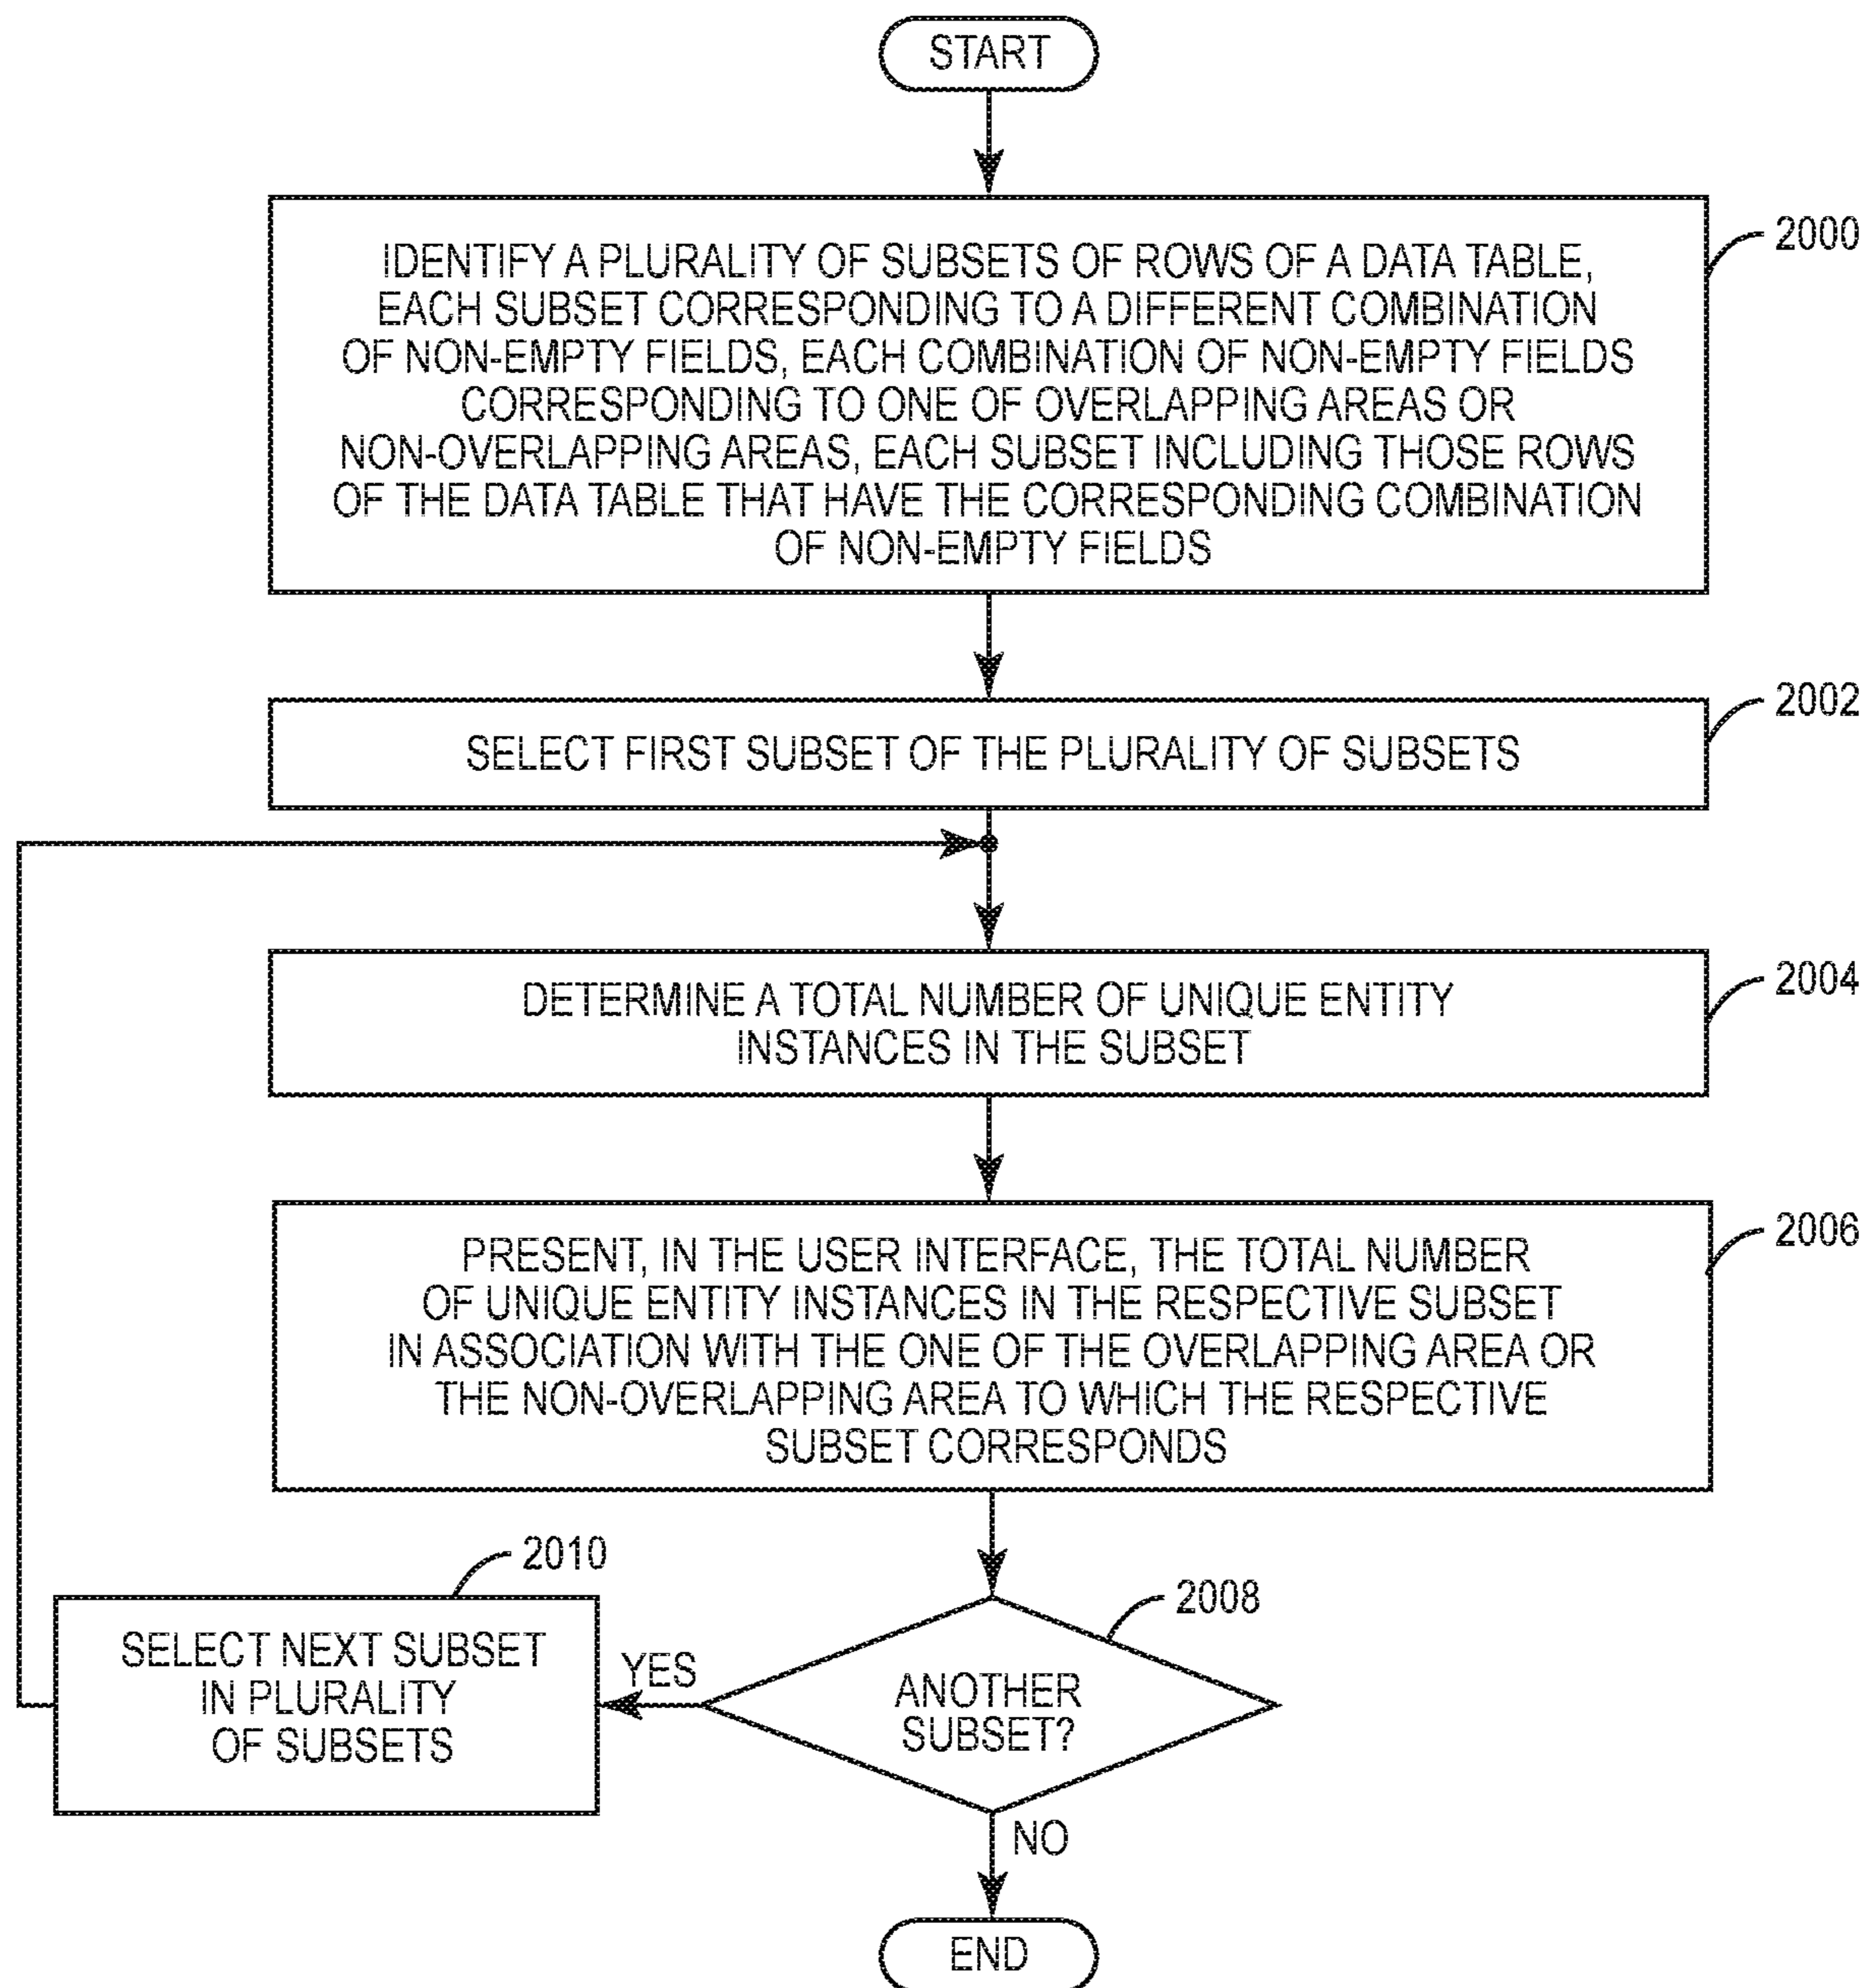 START
2000
IDENTIFY A PLURALITY OF SUBSETS OF ROWS OF A DATA TABLE,
EACH SUBSET CORRESPONDING TO A DIFFERENT COMBINATION
OF NON-EMPTY FIELDS, EACH COMBINATION OF NON-EMPTY FIELDS
CORRESPONDING TO ONE OF OVERLAPPING AREAS OR
NON-OVERLAPPING AREAS, EACH SUBSET INCLUDING THOSE ROWS
OF THE DATA TABLE THAT HAVE THE CORRESPONDING COMBINATION
OF NON-EMPTY FIELDS
2002
SELECT FIRST SUBSET OF THE PLURALITY OF SUBSETS
2004
DETERMINE A TOTAL NUMBER OF UNIQUE ENTITY
INSTANCES IN THE SUBSET
2006
PRESENT, IN THE USER INTERFACE, THE TOTAL NUMBER
OF UNIQUE ENTITY INSTANCES IN THE RESPECTIVE SUBSET
IN ASSOCIATION WITH THE ONE OF THE OVERLAPPING AREA OR
THE NON-OVERLAPPING AREA TO WHICH THE RESPECTIVE
SUBSET CORRESPONDS
2010
2008
SELECT NEXT SUBSET
IN PLURALITY
OF SUBSETS
YES
ANOTHER
SUBSET?
NO
END